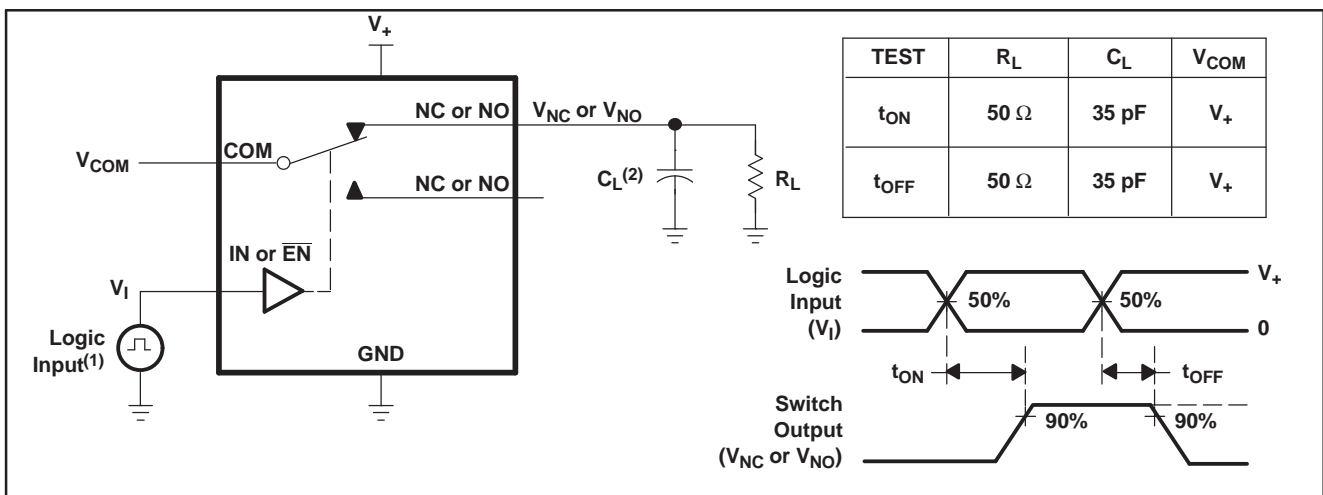 V+
NC or NO
VNC or VNO
COM
VCOM
NC or NO
CL(2)
RL
IN or EN
VI
Logic
Input(1)
GND
TEST RL CL VCOM
tON 50 Ω 35 pF V+
tOFF 50 Ω 35 pF V+
Logic
Input
(VI)
V+
50%
50%
0
tON
tOFF
Switch
Output
(VNC or VNO)
90%
90%